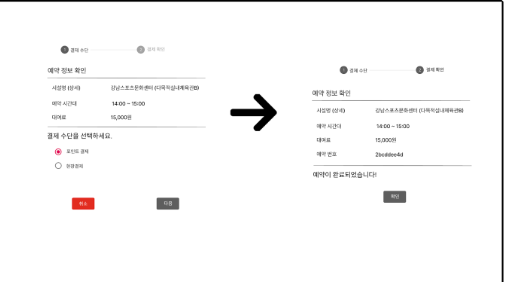 1 결제 수단
2 결제 확인
예약 정보 확인
시설명 (상세) 강남스포츠문화센터 (다목적실내체육관B)
예약 시간대 14:00 ~ 15:00
대여료 15,000원
결제 수단을 선택하세요.
포인트 결제
현장결제
취소
다음
1 결제 수단
2 결제 확인
예약 정보 확인
시설명 (상세) 강남스포츠문화센터 (다목적실내체육관B)
예약 시간대 14:00 ~ 15:00
대여료 15,000원
예약 번호 2bcddee4d
예약이 완료되었습니다!
확인